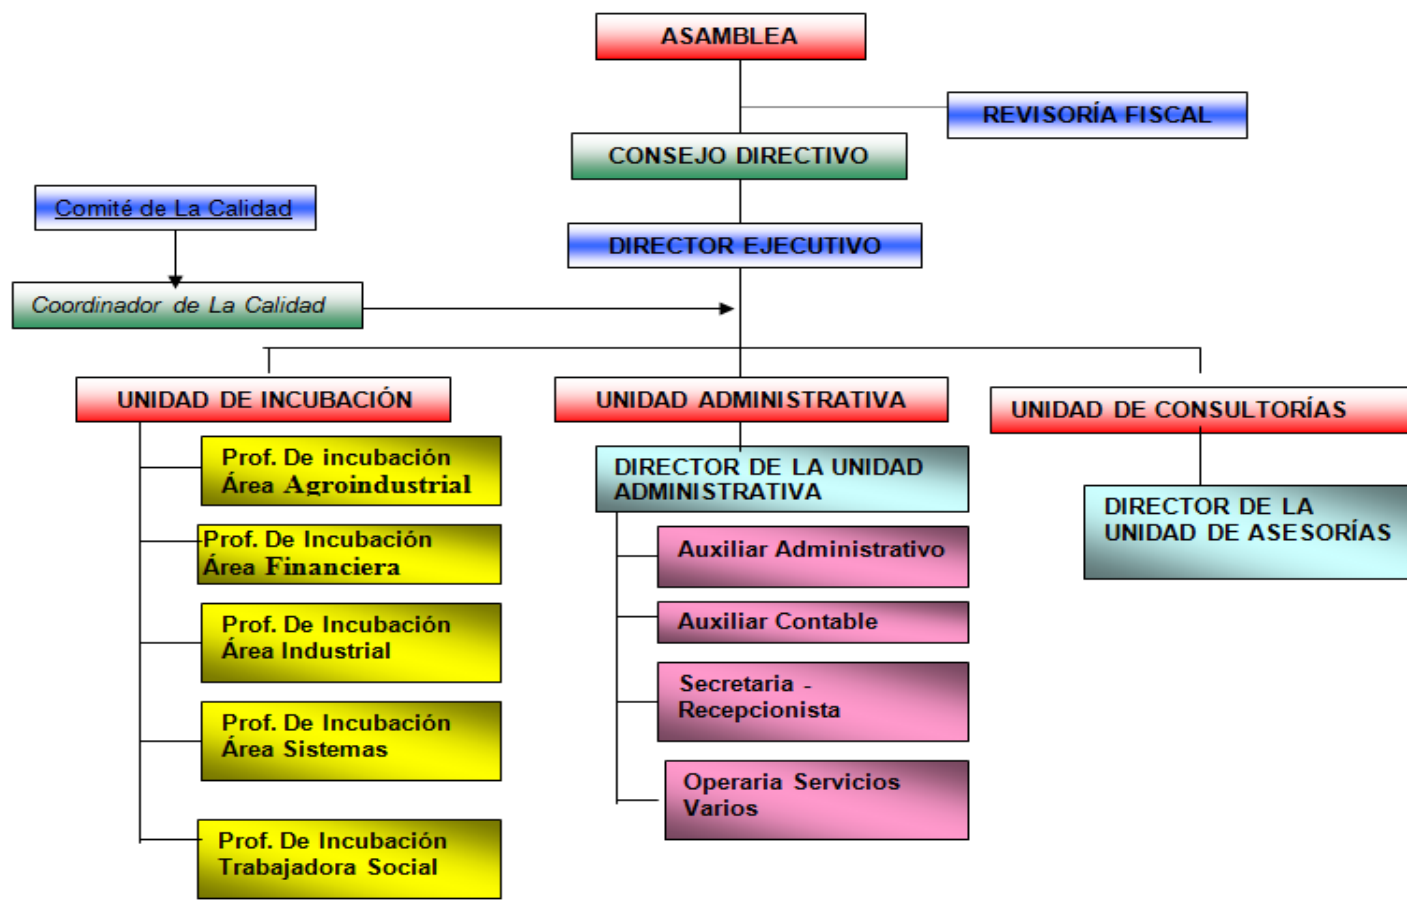 ASAMBLEA
REVISORÍA FISCAL
CONSEJO DIRECTIVO
Comité de La Calidad
DIRECTOR EJECUTIVO
Coordinador de La Calidad
UNIDAD DE INCUBACIÓN
Prof. De incubación
Área Agroindustrial
Prof. De Incubación
Área Financiera
Prof. De Incubación
Área Industrial
Prof. De Incubación
Área Sistemas
Prof. De Incubación
Trabajadora Social
UNIDAD ADMINISTRATIVA
DIRECTOR DE LA UNIDAD
ADMINISTRATIVA
Auxiliar Administrativo
Auxiliar Contable
Secretaria -
Recepcionista
Operaria Servicios
Varios
UNIDAD DE CONSULTORÍAS
DIRECTOR DE LA
UNIDAD DE ASESORÍAS